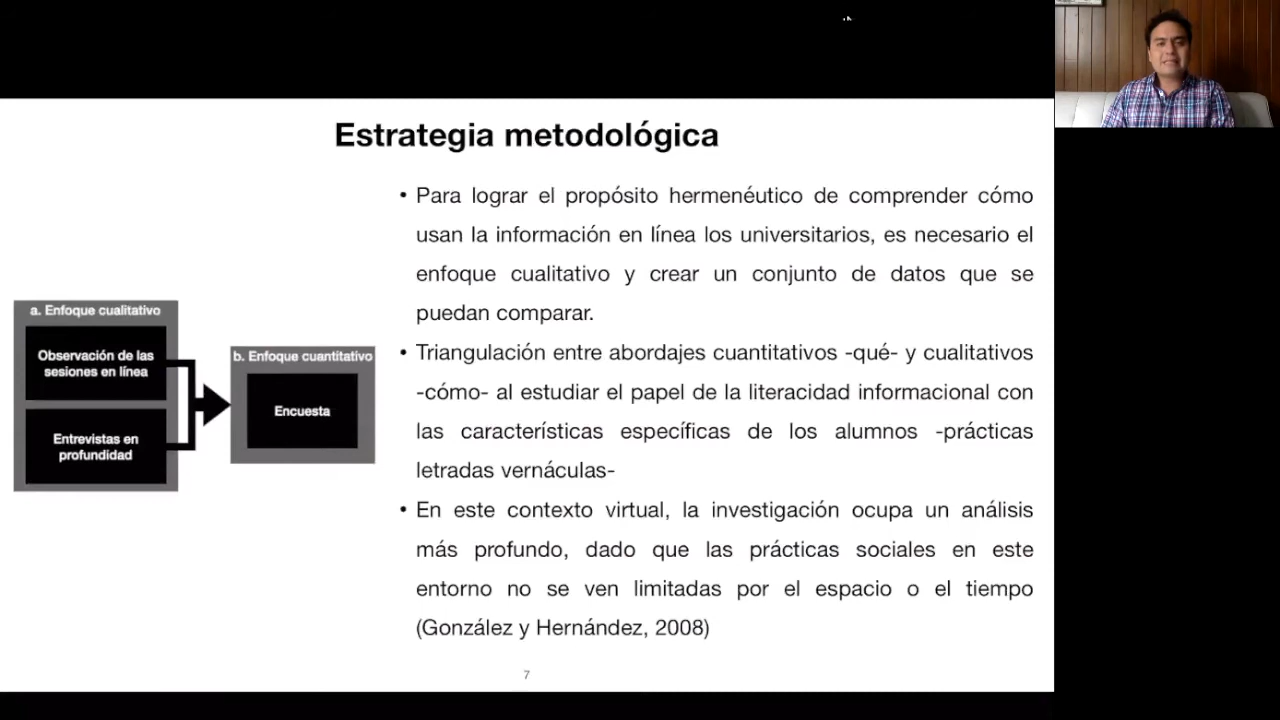 Estrategia metodológica
• Para lograr el propósito hermenéutico de comprender cómo
usan la información en línea los universitarios, es necesario el
enfoque cualitativo y crear un conjunto de datos que se
puedan comparar.
• Triangulación entre abordajes cuantitativos -qué- y cualitativos
-cómo- al estudiar el papel de la literacidad informacional con
las características específicas de los alumnos -prácticas
letradas vernáculas-
• En este contexto virtual, la investigación ocupa un análisis
más profundo, dado que las prácticas sociales en este
entorno no se ven limitadas por el espacio o el tiempo
(González y Hernández, 2008)
a. Enfoque cualitativo
Observación de las
sesiones en línea
Entrevistas en
profundidad
b. Enfoque cuantitativo
Encuesta
7